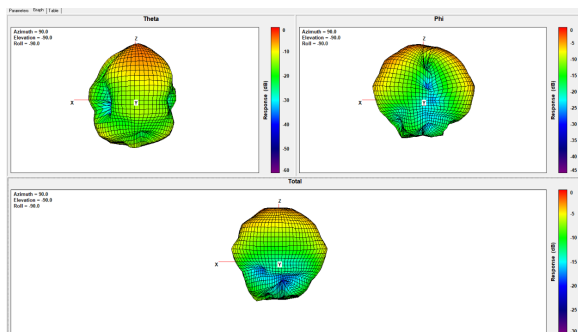 Parameters Graph Table
Theta
Azimuth = 90.0
Elevation = -90.0
Roll = -90.0
Z
X
Y
0
-10
-20
-30
-40
-50
-60
Response (dB)
Phi
Azimuth = 90.0
Elevation = -90.0
Roll = -90.0
Z
X
Y
0
-5
-10
-15
-20
-25
-30
-35
-40
-45
Response (dB)
Total
Azimuth = 90.0
Elevation = -90.0
Roll = -90.0
Z
X
Y
0
-5
-10
-15
-20
-25
-30
Response (dB)